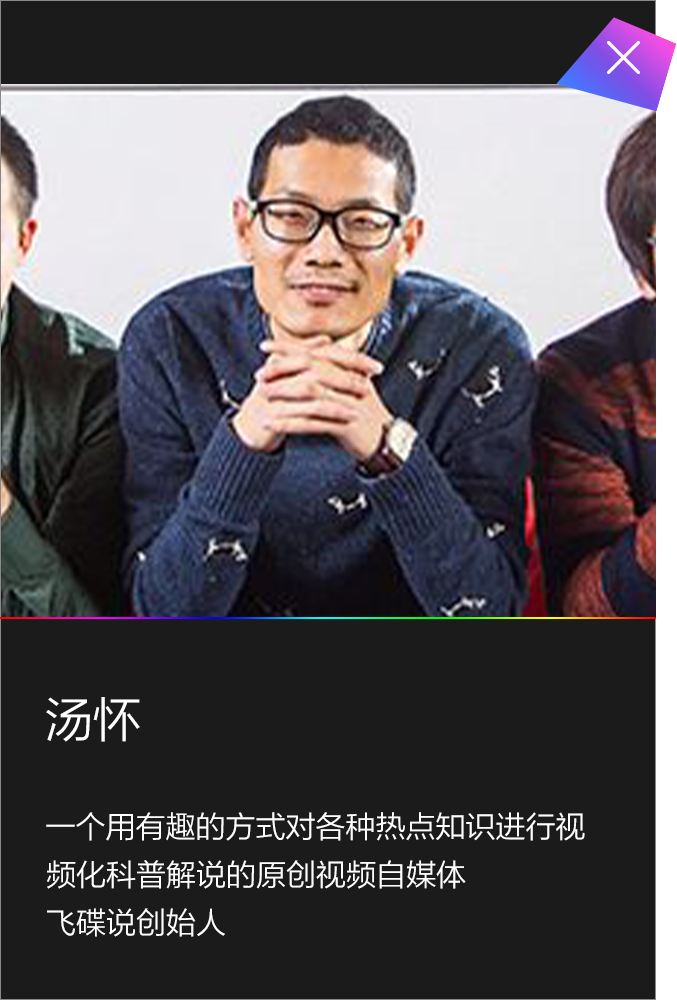 汤怀
一个用有趣的方式对各种热点知识进行视
频化科普解说的原创视频自媒体
飞碟说创始人